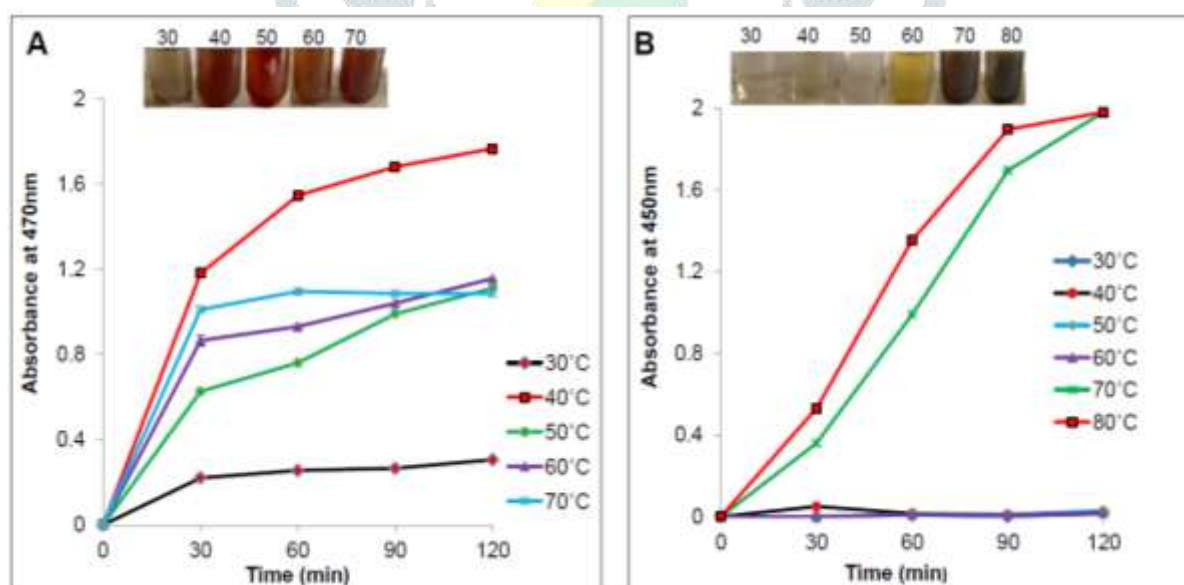 A
30 40 50 60 70
2
1.6
1.2
0.8
0.4
0
0 30 60 90 120
Absorbance at 470nm
Time (min)
30˚C
40˚C
50˚C
60˚C
70˚C
B
30 40 50 60 70 80
2
1.6
1.2
0.8
0.4
0
0 30 60 90 120
Absorbance at 450nm
Time (min)
30˚C
40˚C
50˚C
60˚C
70˚C
80˚C